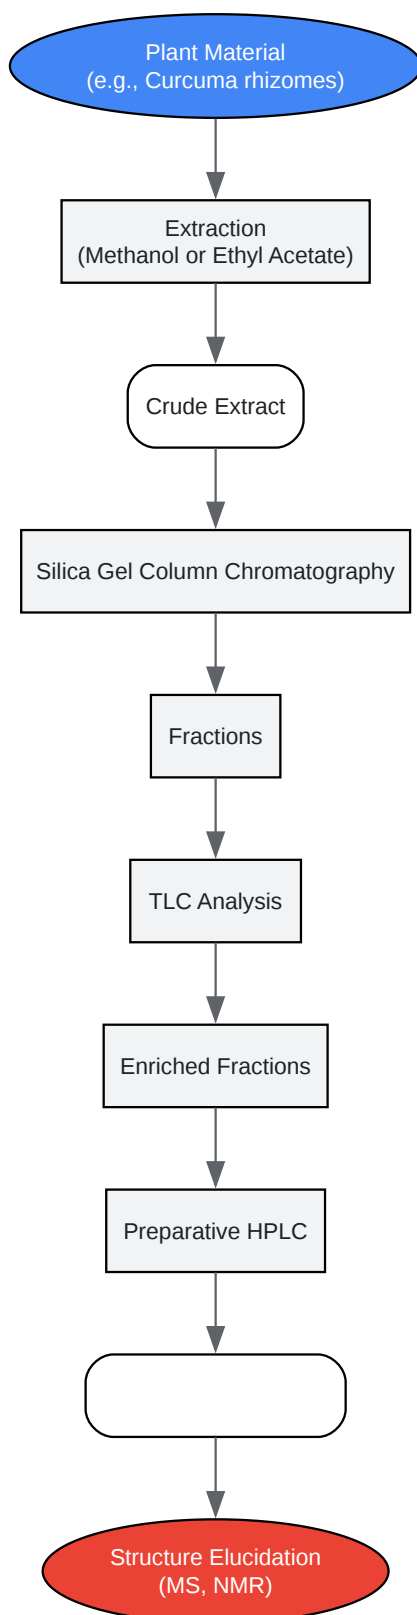 Plant Material
(e.g., Curcuma rhizomes)
Extraction
(Methanol or Ethyl Acetate)
Crude Extract
Silica Gel Column Chromatography
Fractions
TLC Analysis
Enriched Fractions
Preparative HPLC
Structure Elucidation
(MS, NMR)